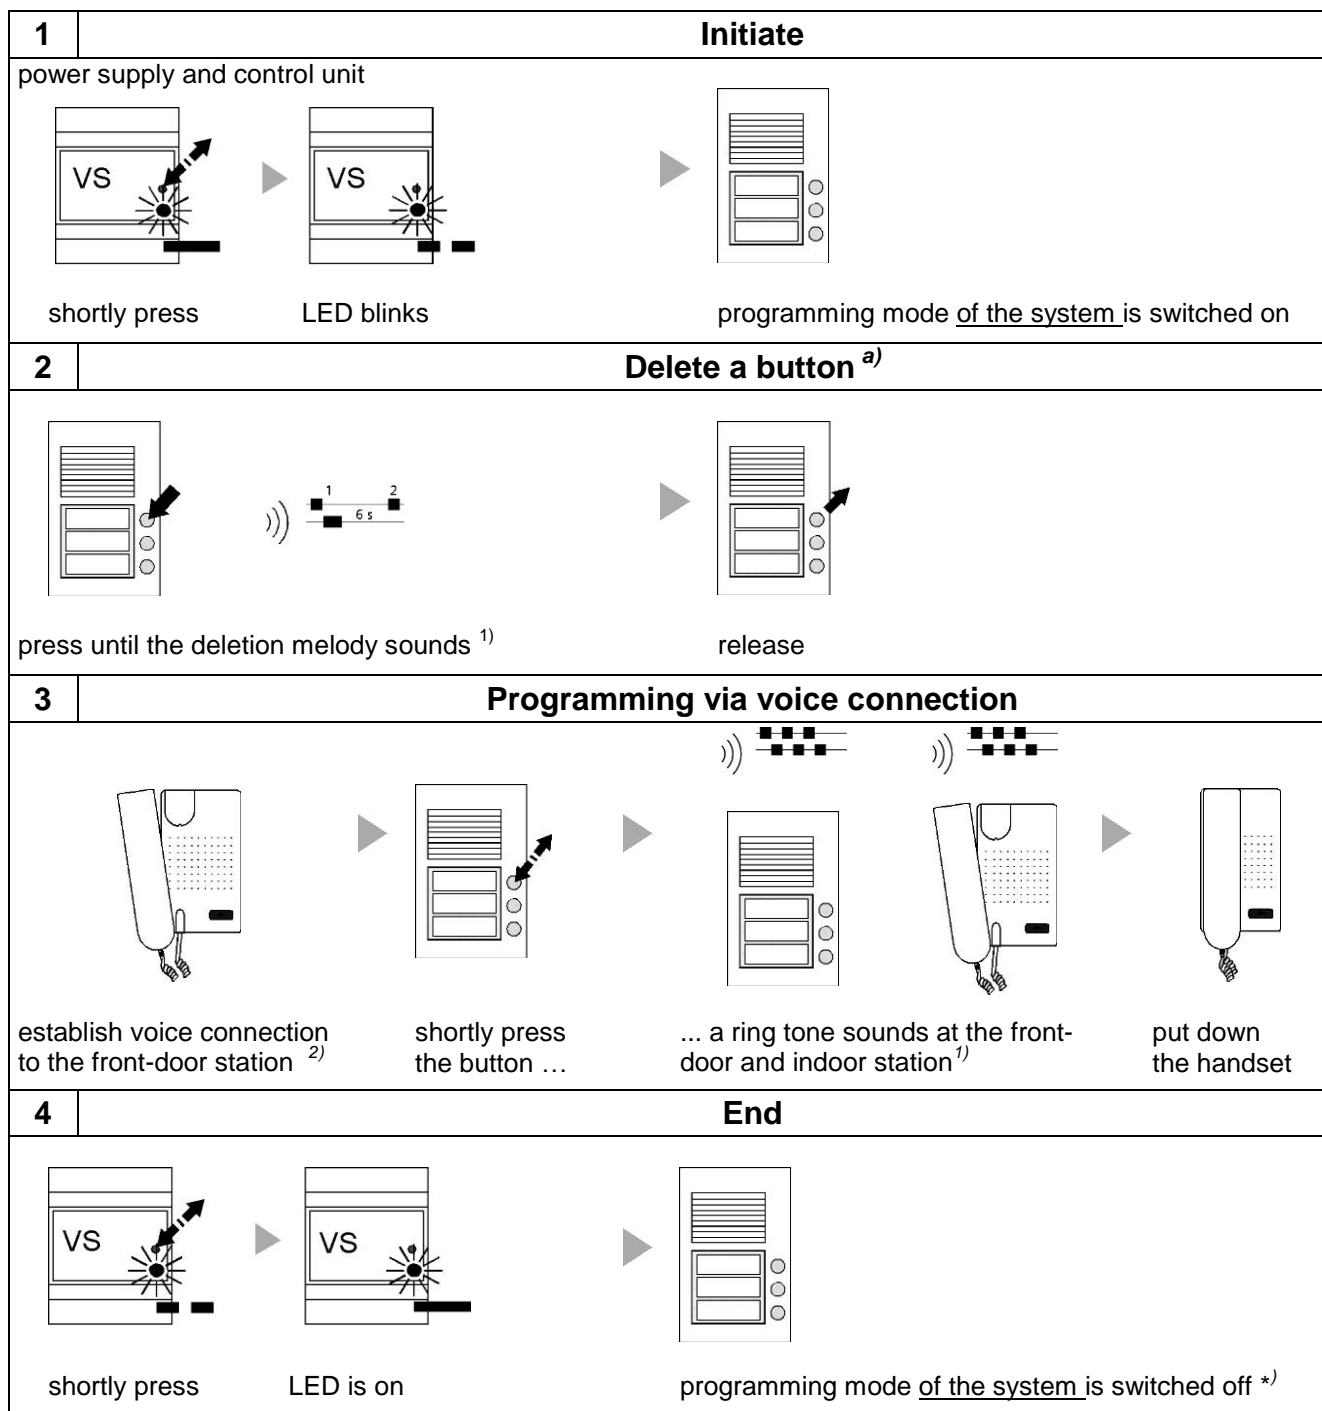 1 Initiate
power supply and control unit
VS VS
shortly press LED blinks programming mode of the system is switched on
2 Delete a button a)
1 2
6 s
press until the deletion melody sounds 1) release
3 Programming via voice connection
establish voice connection
to the front-door station 2)
shortly press
the button …
... a ring tone sounds at the front-
door and indoor station 1)
put down
the handset
4 End
VS VS
shortly press LED is on programming mode of the system is switched off *)